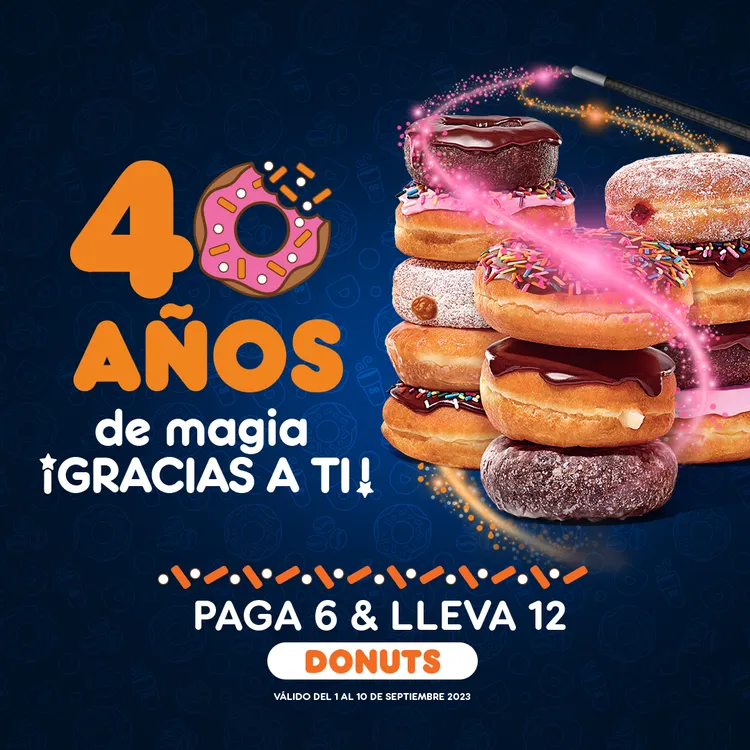 40
AÑOS
de magia
¡GRACIAS A TI!
PAGA 6 & LLEVA 12
DONUTS
VÁLIDO DEL 1 AL 10 DE SEPTIEMBRE 2023